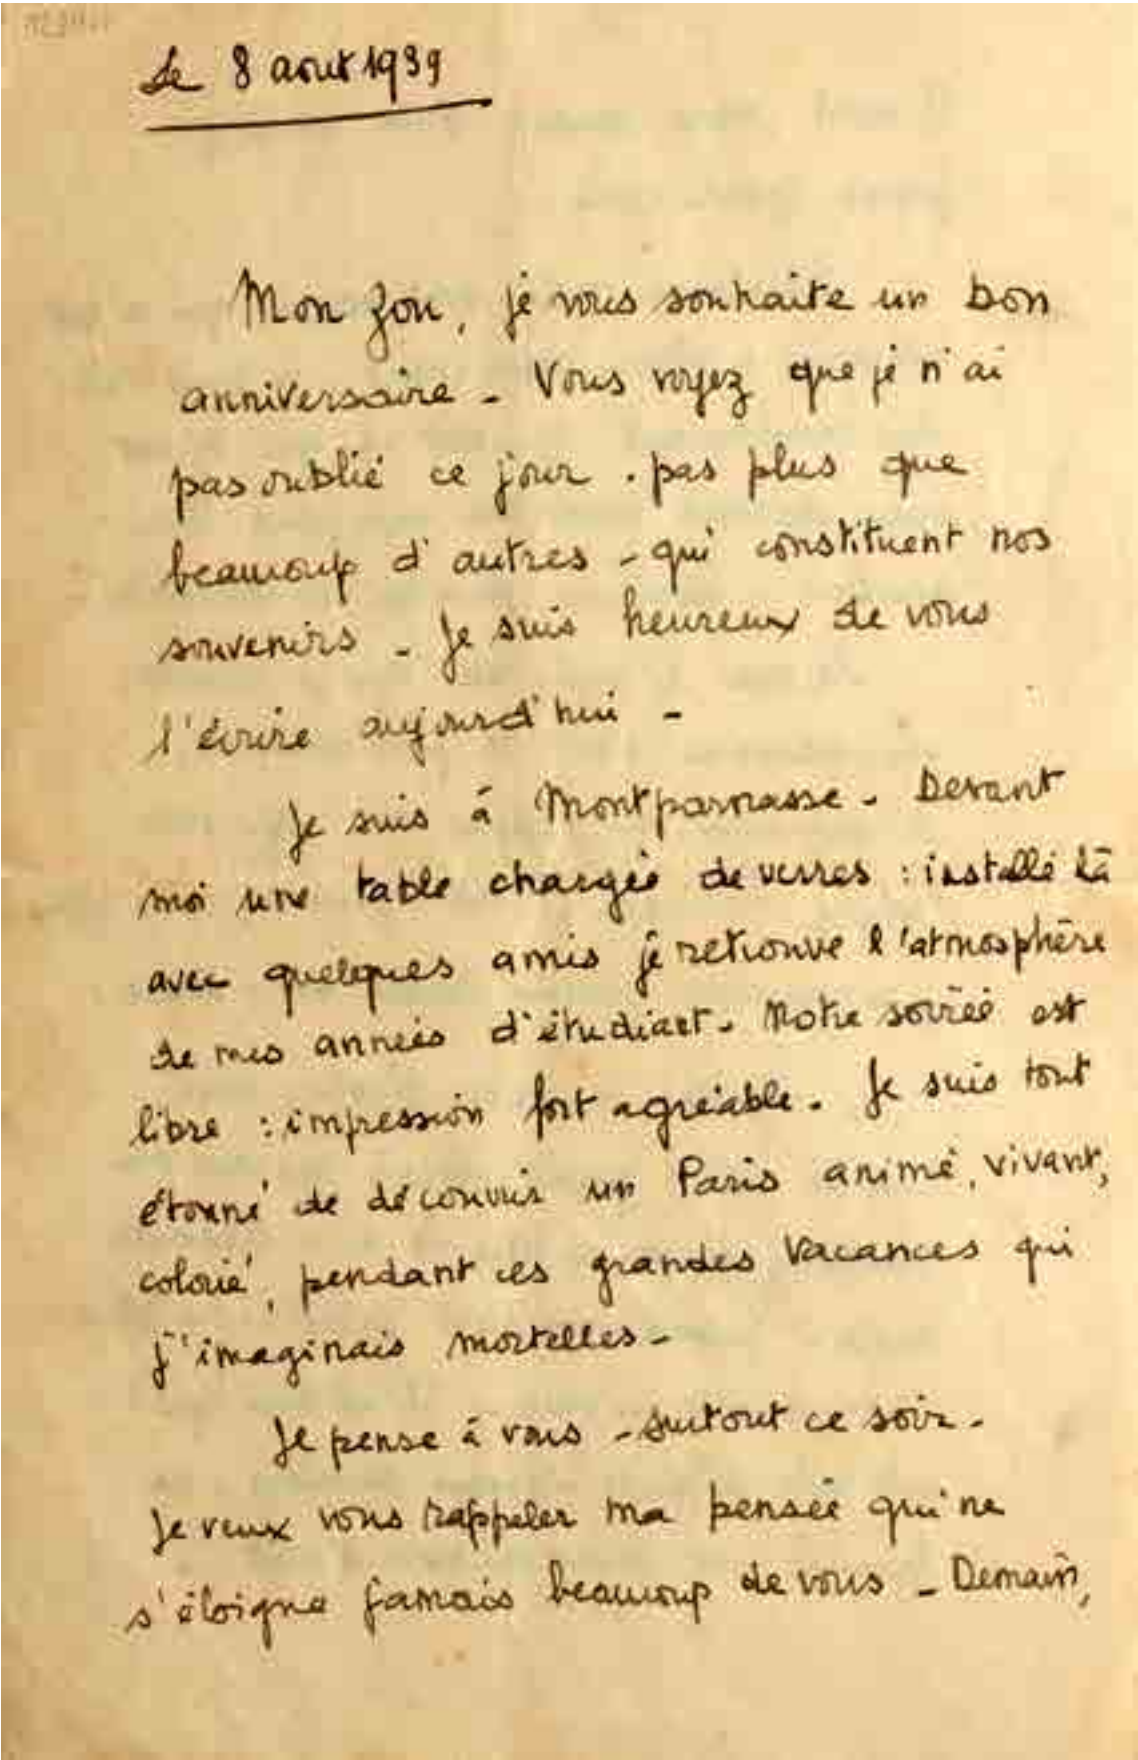 Le 8 aout 1939
Mon Zou, je vous souhaite un bon
anniversaire - Vous voyez que je n'ai
pas oublié ce jour. pas plus que
beaucoup d'autres - qui constituent nos
souvenirs - Je suis heureux de vous
l'écrire aujourd'hui -
Je suis à Montparnasse - Devant
moi une table chargée de verres : installé là
avec quelques amis je retrouve l'atmosphère
de mes années d'étudiant - Notre soirée est
libre : impression fort agréable. Je suis tout
étonné de découvrir un Paris animé, vivant,
colorié, pendant ces grandes vacances qui
j'imaginais mortelles -
Je pense à vous - surtout ce soir -
Je veux vous rappeler ma pensée qui ne
s'éloigne jamais beaucoup de vous - Demain,